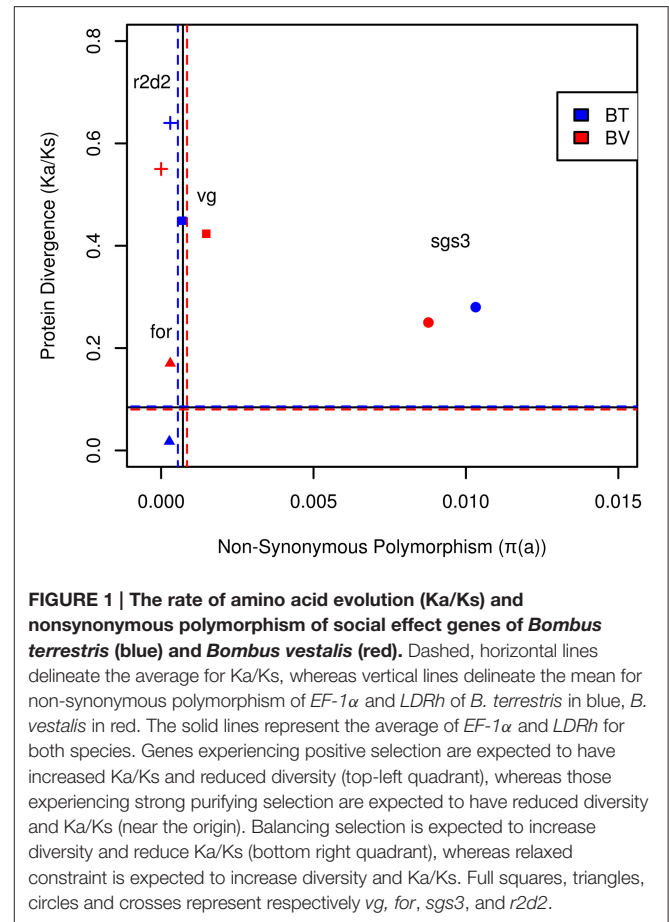 0.8
r2d2
BT
BV
0.6
vg
sgs3
0.4
for
0.2
0.0
Protein Divergence (Ka/Ks)
0.000 0.005 0.010 0.015
Non-Synonymous Polymorphism (π(a))
FIGURE 1 | The rate of amino acid evolution (Ka/Ks) and
nonsynonymous polymorphism of social effect genes of Bombus
terrestris (blue) and Bombus vestalis (red). Dashed, horizontal lines
delineate the average for Ka/Ks, whereas vertical lines delineate the mean for
non-synonymous polymorphism of EF-1α and LDRh of B. terrestris in blue, B.
vestalis in red. The solid lines represent the average of EF-1α and LDRh for
both species. Genes experiencing positive selection are expected to have
increased Ka/Ks and reduced diversity (top-left quadrant), whereas those
experiencing strong purifying selection are expected to have reduced diversity
and Ka/Ks (near the origin). Balancing selection is expected to increase
diversity and reduce Ka/Ks (bottom right quadrant), whereas relaxed
constraint is expected to increase diversity and Ka/Ks. Full squares, triangles,
circles and crosses represent respectively vg, for, sgs3, and r2d2.